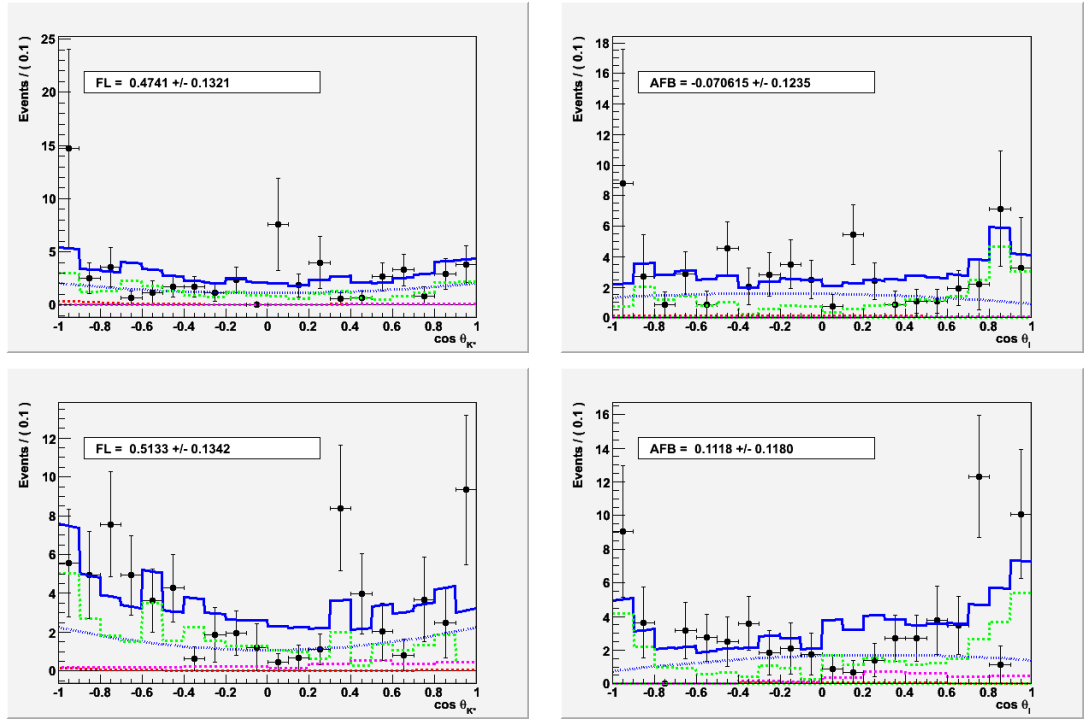 Events / ( 0.1 )
25
20
15
10
5
0
FL = 0.4741 +/- 0.1321
-1 -0.8 -0.6 -0.4 -0.2 0 0.2 0.4 0.6 0.8 1
cos θK*
Events / ( 0.1 )
18
16
14
12
10
8
6
4
2
0
AFB = -0.070615 +/- 0.1235
-1 -0.8 -0.6 -0.4 -0.2 0 0.2 0.4 0.6 0.8 1
cos θl
Events / ( 0.1 )
12
10
8
6
4
2
0
FL = 0.5133 +/- 0.1342
-1 -0.8 -0.6 -0.4 -0.2 0 0.2 0.4 0.6 0.8 1
cos θK*
Events / ( 0.1 )
16
14
12
10
8
6
4
2
0
AFB = 0.1118 +/- 0.1180
-1 -0.8 -0.6 -0.4 -0.2 0 0.2 0.4 0.6 0.8 1
cos θl